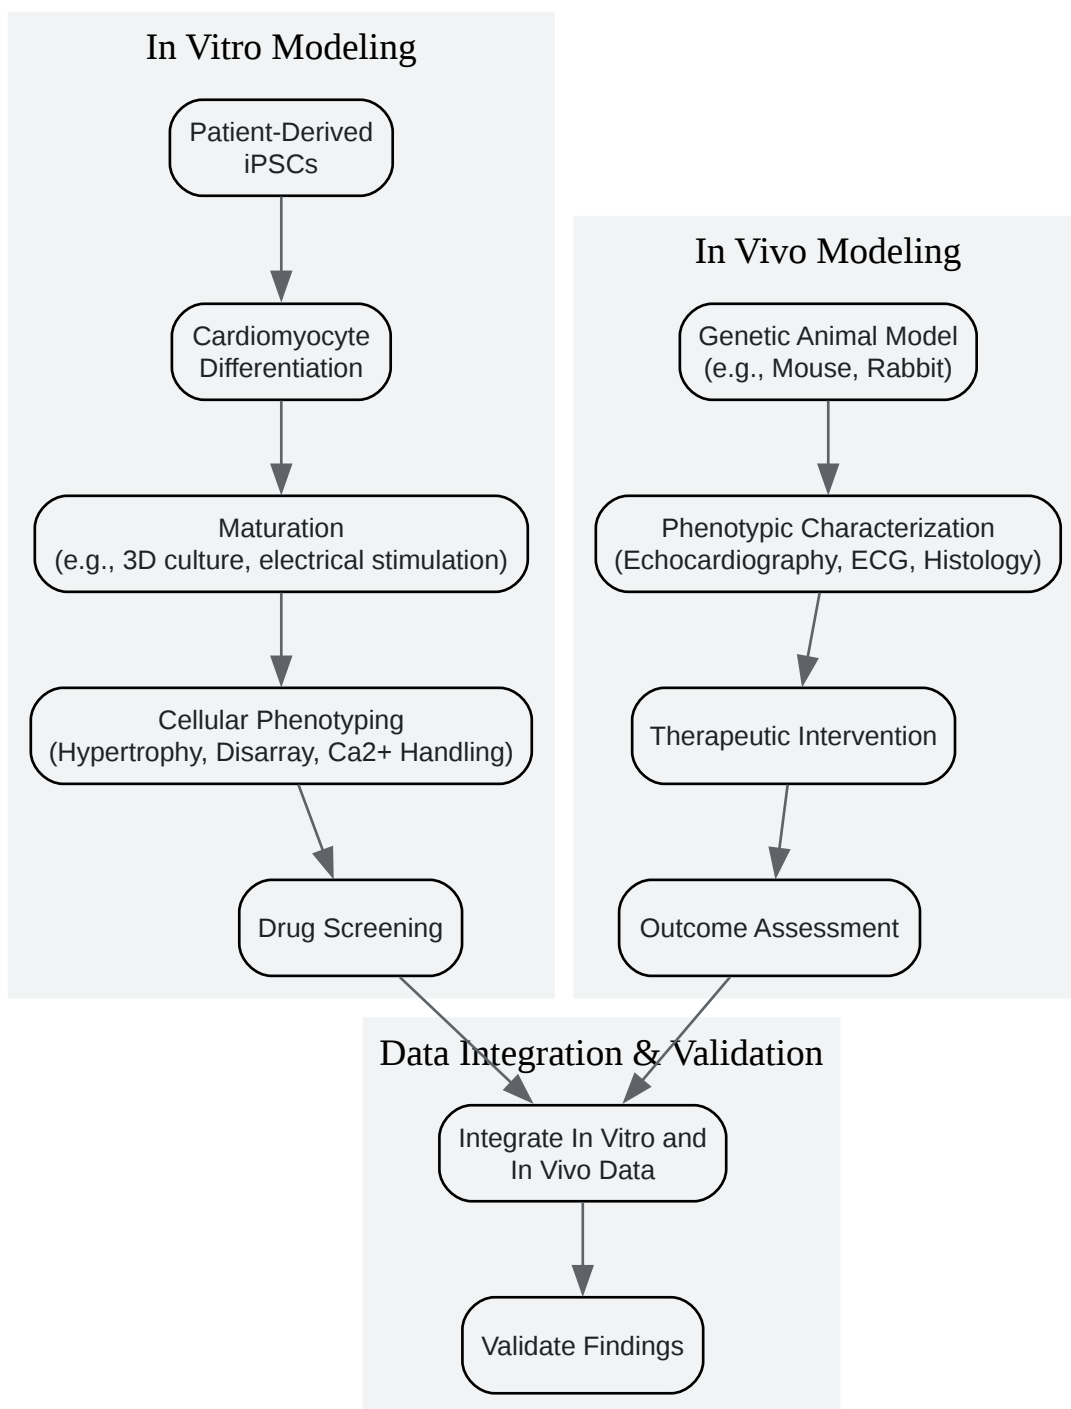 In Vitro Modeling
Patient-Derived
iPSCs
Cardiomyocyte
Differentiation
Maturation
(e.g., 3D culture, electrical stimulation)
Cellular Phenotyping
(Hypertrophy, Disarray, Ca2+ Handling)
Drug Screening
In Vivo Modeling
Genetic Animal Model
(e.g., Mouse, Rabbit)
Phenotypic Characterization
(Echocardiography, ECG, Histology)
Therapeutic Intervention
Outcome Assessment
Data Integration & Validation
Integrate In Vitro and
In Vivo Data
Validate Findings